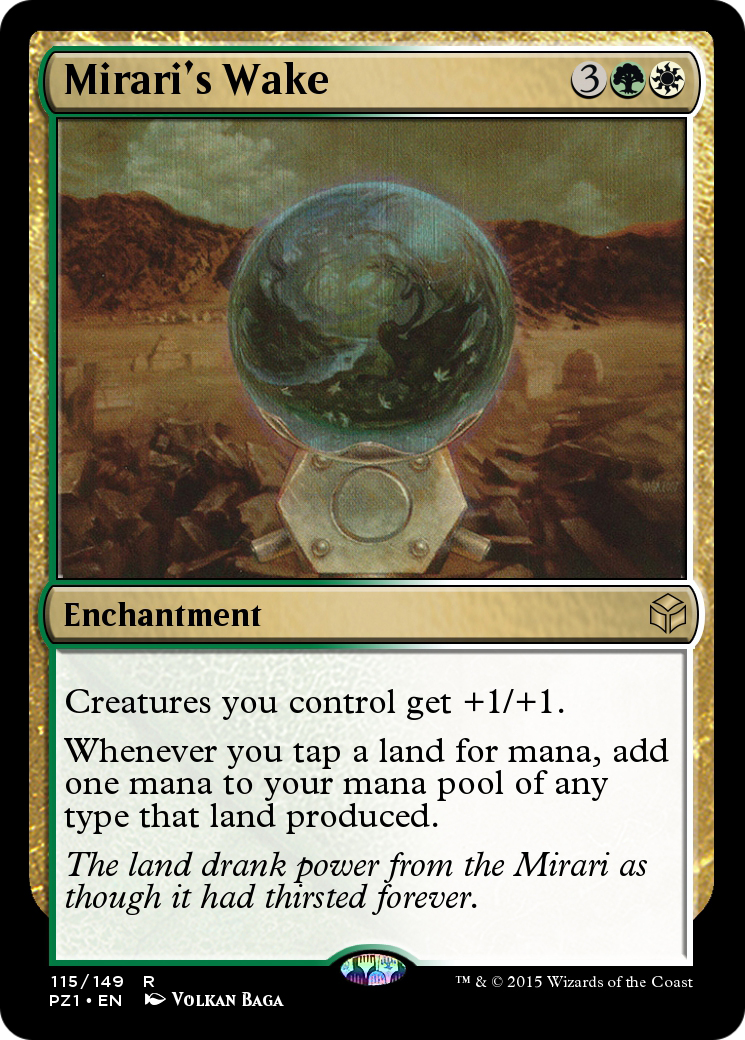 Mirari's Wake 3
Enchantment
Creatures you control get +1/+1.
Whenever you tap a land for mana, add
one mana to your mana pool of any
type that land produced.
The land drank power from the Mirari as
though it had thirsted forever.
115/149 R
PZ1 • EN Volkan Baga
™ & © 2015 Wizards of the Coast